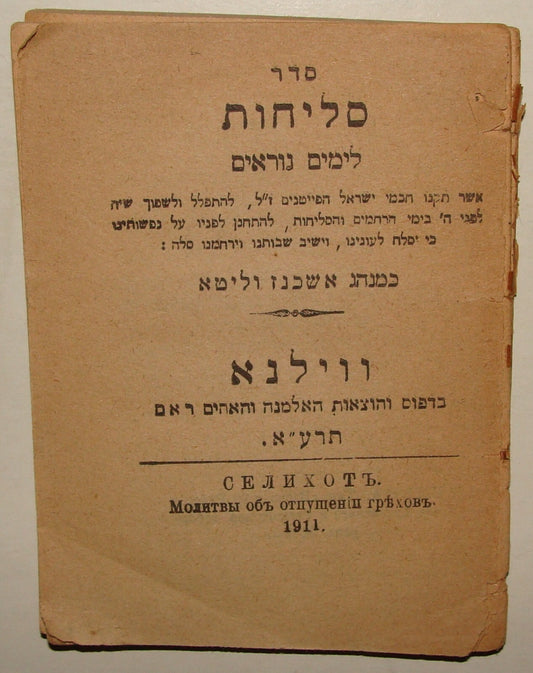 סדר
סליחות
לימים נוראים
אשר תקנו חכמי ישראל הפייטנים ז"ל, להתפלל ולשפוך שיח
לפני ה' בימי הרחמים והסליחות, להתחנן לפניו על נפשותינו
כי יסלח לעונינו, וישיב שבותנו וירחמנו סלה:
כמנהג אשכנז וליטא
ווילנא
בדפוס והוצאות האלמנה והאחים ראם
תרע"א.
СЕЛИХОТЪ.
Молитвы объ отпущеніи грѣховъ.
1911.